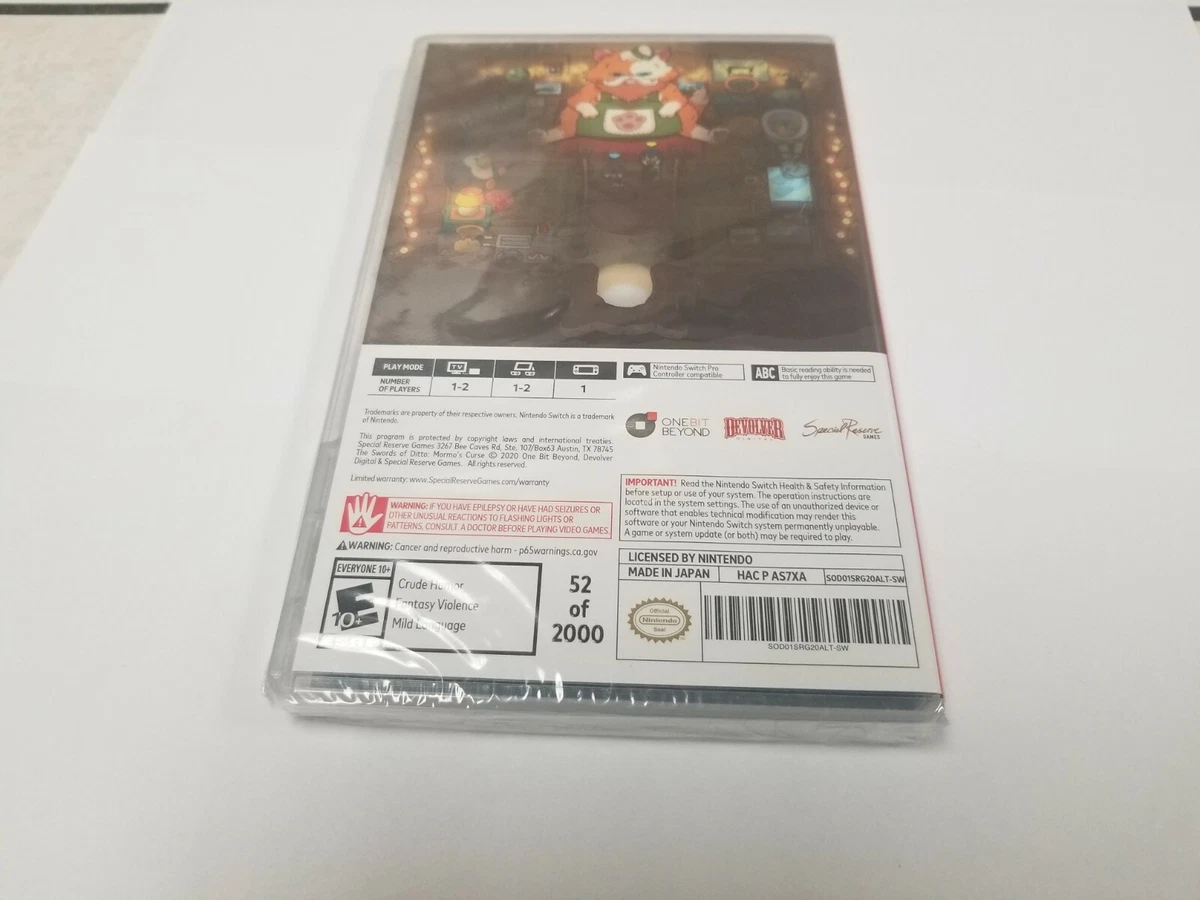 PLAY MODE TV
NUMBER
OF PLAYERS 1-2 1-2 1
Nintendo Switch Pro
Controller compatible
ABC Basic reading ability is needed
to fully enjoy this game
Trademarks are property of their respective owners. Nintendo Switch is a trademark
of Nintendo.
This program is protected by copyright laws and international treaties.
Special Reserve Games 3267 Bee Caves Rd, Ste. 107/Box63 Austin, TX 78745
The Swords of Ditto: Mormo's Curse © 2020 One Bit Beyond, Devolver
Digital & Special Reserve Games. All rights reserved.
Limited warranty: www.SpecialReserveGames.com/warranty
ONEBIT
BEYOND
DEVOLVER
DIGITAL
Special Reserve
GAMES
WARNING: IF YOU HAVE EPILEPSY OR HAVE HAD SEIZURES OR
OTHER UNUSUAL REACTIONS TO FLASHING LIGHTS OR
PATTERNS, CONSULT A DOCTOR BEFORE PLAYING VIDEO GAMES.
WARNING: Cancer and reproductive harm - p65warnings.ca.gov
IMPORTANT! Read the Nintendo Switch Health & Safety Information
before setup or use of your system. The operation instructions are
located in the system settings. The use of an unauthorized device or
software that enables technical modification may render this
software or your Nintendo Switch system permanently unplayable.
A game or system update (or both) may be required to play.
EVERYONE 10+
E
10+
ESRB
Crude Humor
Fantasy Violence
Mild Language
52
of
2000
LICENSED BY NINTENDO
MADE IN JAPAN HAC P AS7XA SOD01SRG20ALT-SW
Official
Nintendo
Seal
SOD01SRG20ALT-SW